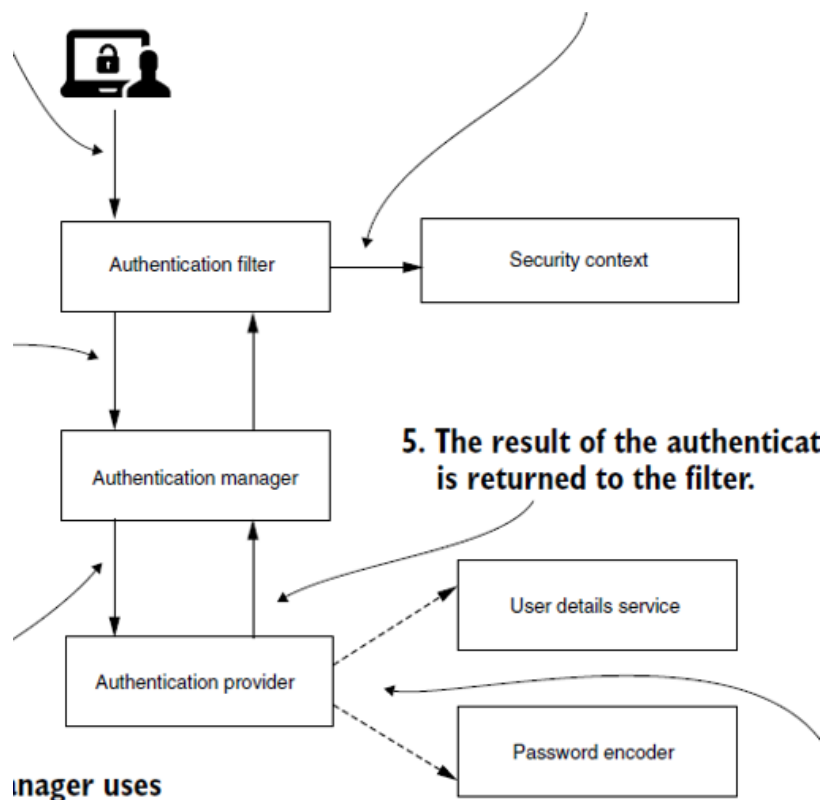 Authentication filter
Security context
5. The result of the authenticat
is returned to the filter.
Authentication manager
User details service
Authentication provider
Password encoder
anager uses